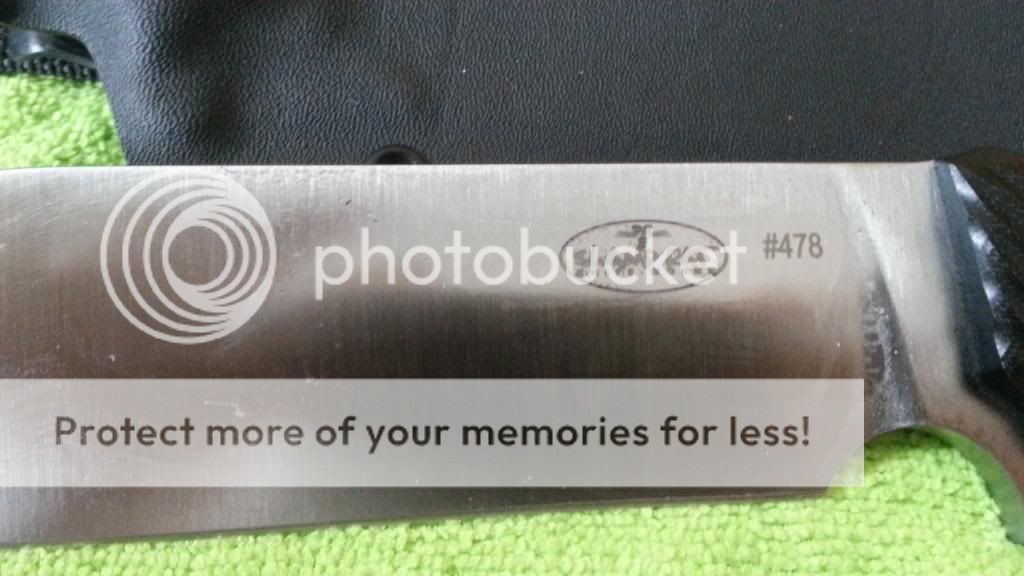 photobucket
#478
Protect more of your memories for less!